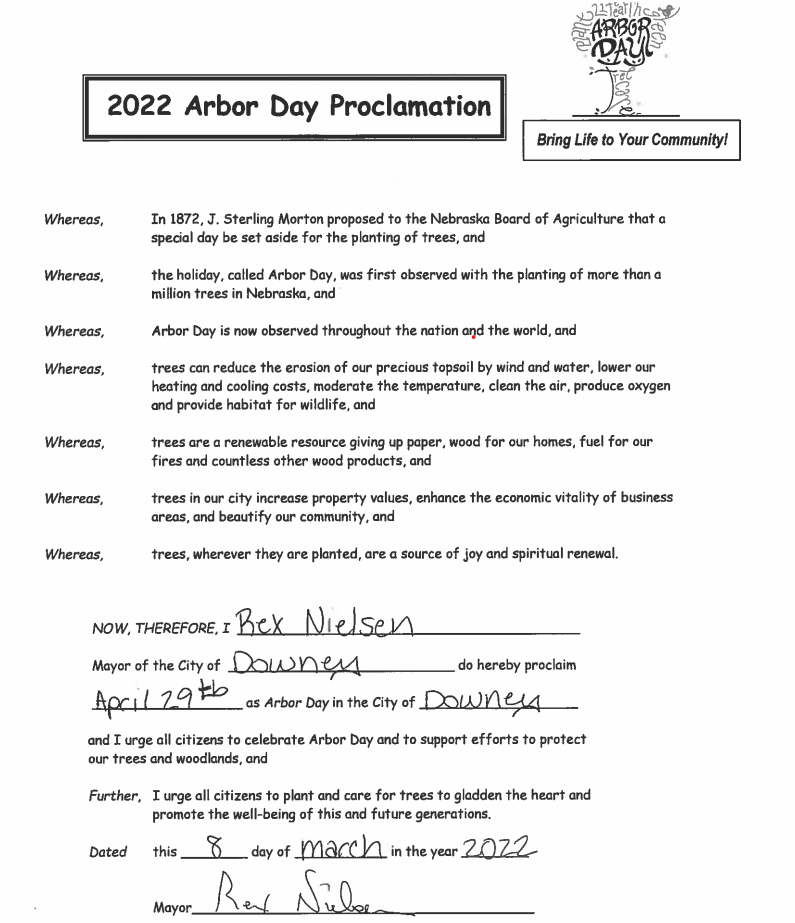 ARBOR
DAY
2022 Arbor Day Proclamation
Bring Life to Your Community!
Whereas, In 1872, J. Sterling Morton proposed to the Nebraska Board of Agriculture that a
special day be set aside for the planting of trees, and
Whereas, the holiday, called Arbor Day, was first observed with the planting of more than a
million trees in Nebraska, and
Whereas, Arbor Day is now observed throughout the nation and the world, and
Whereas, trees can reduce the erosion of our precious topsoil by wind and water, lower our
heating and cooling costs, moderate the temperature, clean the air, produce oxygen
and provide habitat for wildlife, and
Whereas, trees are a renewable resource giving up paper, wood for our homes, fuel for our
fires and countless other wood products, and
Whereas, trees in our city increase property values, enhance the economic vitality of business
areas, and beautify our community, and
Whereas, trees, wherever they are planted, are a source of joy and spiritual renewal.
NOW, THEREFORE, I Rex Nielsen
Mayor of the City of Downey do hereby proclaim
April 29th as Arbor Day in the City of Downey
and I urge all citizens to celebrate Arbor Day and to support efforts to protect
our trees and woodlands, and
Further, I urge all citizens to plant and care for trees to gladden the heart and
promote the well-being of this and future generations.
Dated this 8 day of march in the year 2022
Mayor Rex Nielsen